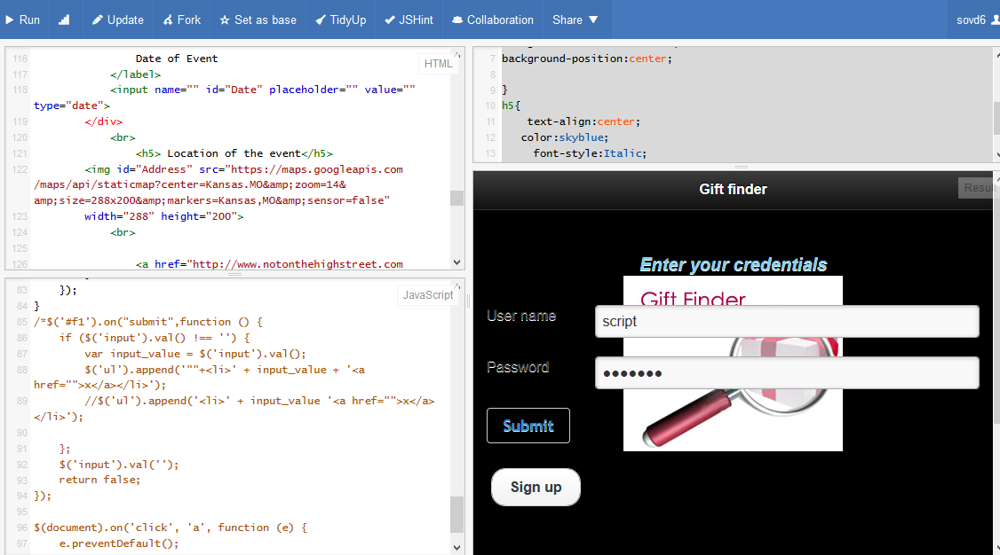 Run Update Fork Set as base TidyUp JSHint Collaboration Share sovd6
HTML
116 Date of Event
117 </label>
118 <input name="" id="Date" placeholder="" value=""
type="date">
119 </div>
120 <br>
121 <h5> Location of the event</h5>
122 <img id="Address" src="https://maps.googleapis.com
/maps/api/staticmap?center=Kansas.MO&amp;zoom=14&
amp;size=288x200&amp;markers=Kansas,MO&amp;sensor=false"
123 width="288" height="200">
124 <br>
125
126 <a href="http://www.notonthehighstreet.com
JavaScript
83 });
84 }
85 /*$('#f1').on("submit",function () {
86 if ($('input').val() !== '') {
87 var input_value = $('input').val();
88 $('ul').append('""+<li>' + input_value + '<a
href="">x</a></li>');
89 //$('ul').append('<li>' + input_value '<a href="">x</a>
</li>');
90
91 };
92 $('input').val('');
93 return false;
94 });
95
96 $(document).on('click', 'a', function (e) {
97 e.preventDefault();
7 background-position:center;
8
9 }
10 h5{
11 text-align:center;
12 color:skyblue;
13 font-style:Italic;
Gift finder
Result
Enter your credentials
Gift Finder
User name script
Password •••••••
Submit
Sign up